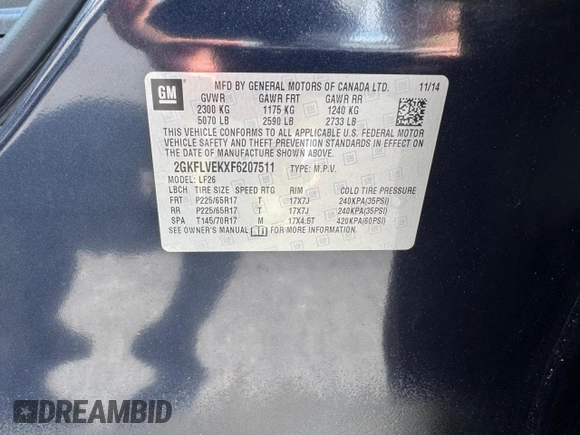 GM
MFD BY GENERAL MOTORS OF CANADA LTD. 11/14
GVWR GAWR FRT GAWR RR
2300 KG 1175 KG 1240 KG
5070 LB 2590 LB 2733 LB
THIS VEHICLE CONFORMS TO ALL APPLICABLE U.S. FEDERAL MOTOR
VEHICLE SAFETY AND THEFT PREVENTION STANDARDS IN EFFECT ON
THE DATE OF MANUFACTURE SHOWN ABOVE.
2GKFLVEKXF6207511 TYPE: M.P.V.
MODEL: LF26
LBCH TIRE SIZE SPEED RTG RIM COLD TIRE PRESSURE
FRT P225/65R17 T 17X7J 240KPA(35PSI)
RR P225/65R17 T 17X7J 240KPA(35PSI)
SPA T145/70R17 M 17X4.5T 420KPA(60PSI)
SEE OWNER'S MANUAL FOR MORE INFORMATION.
DREAMBID